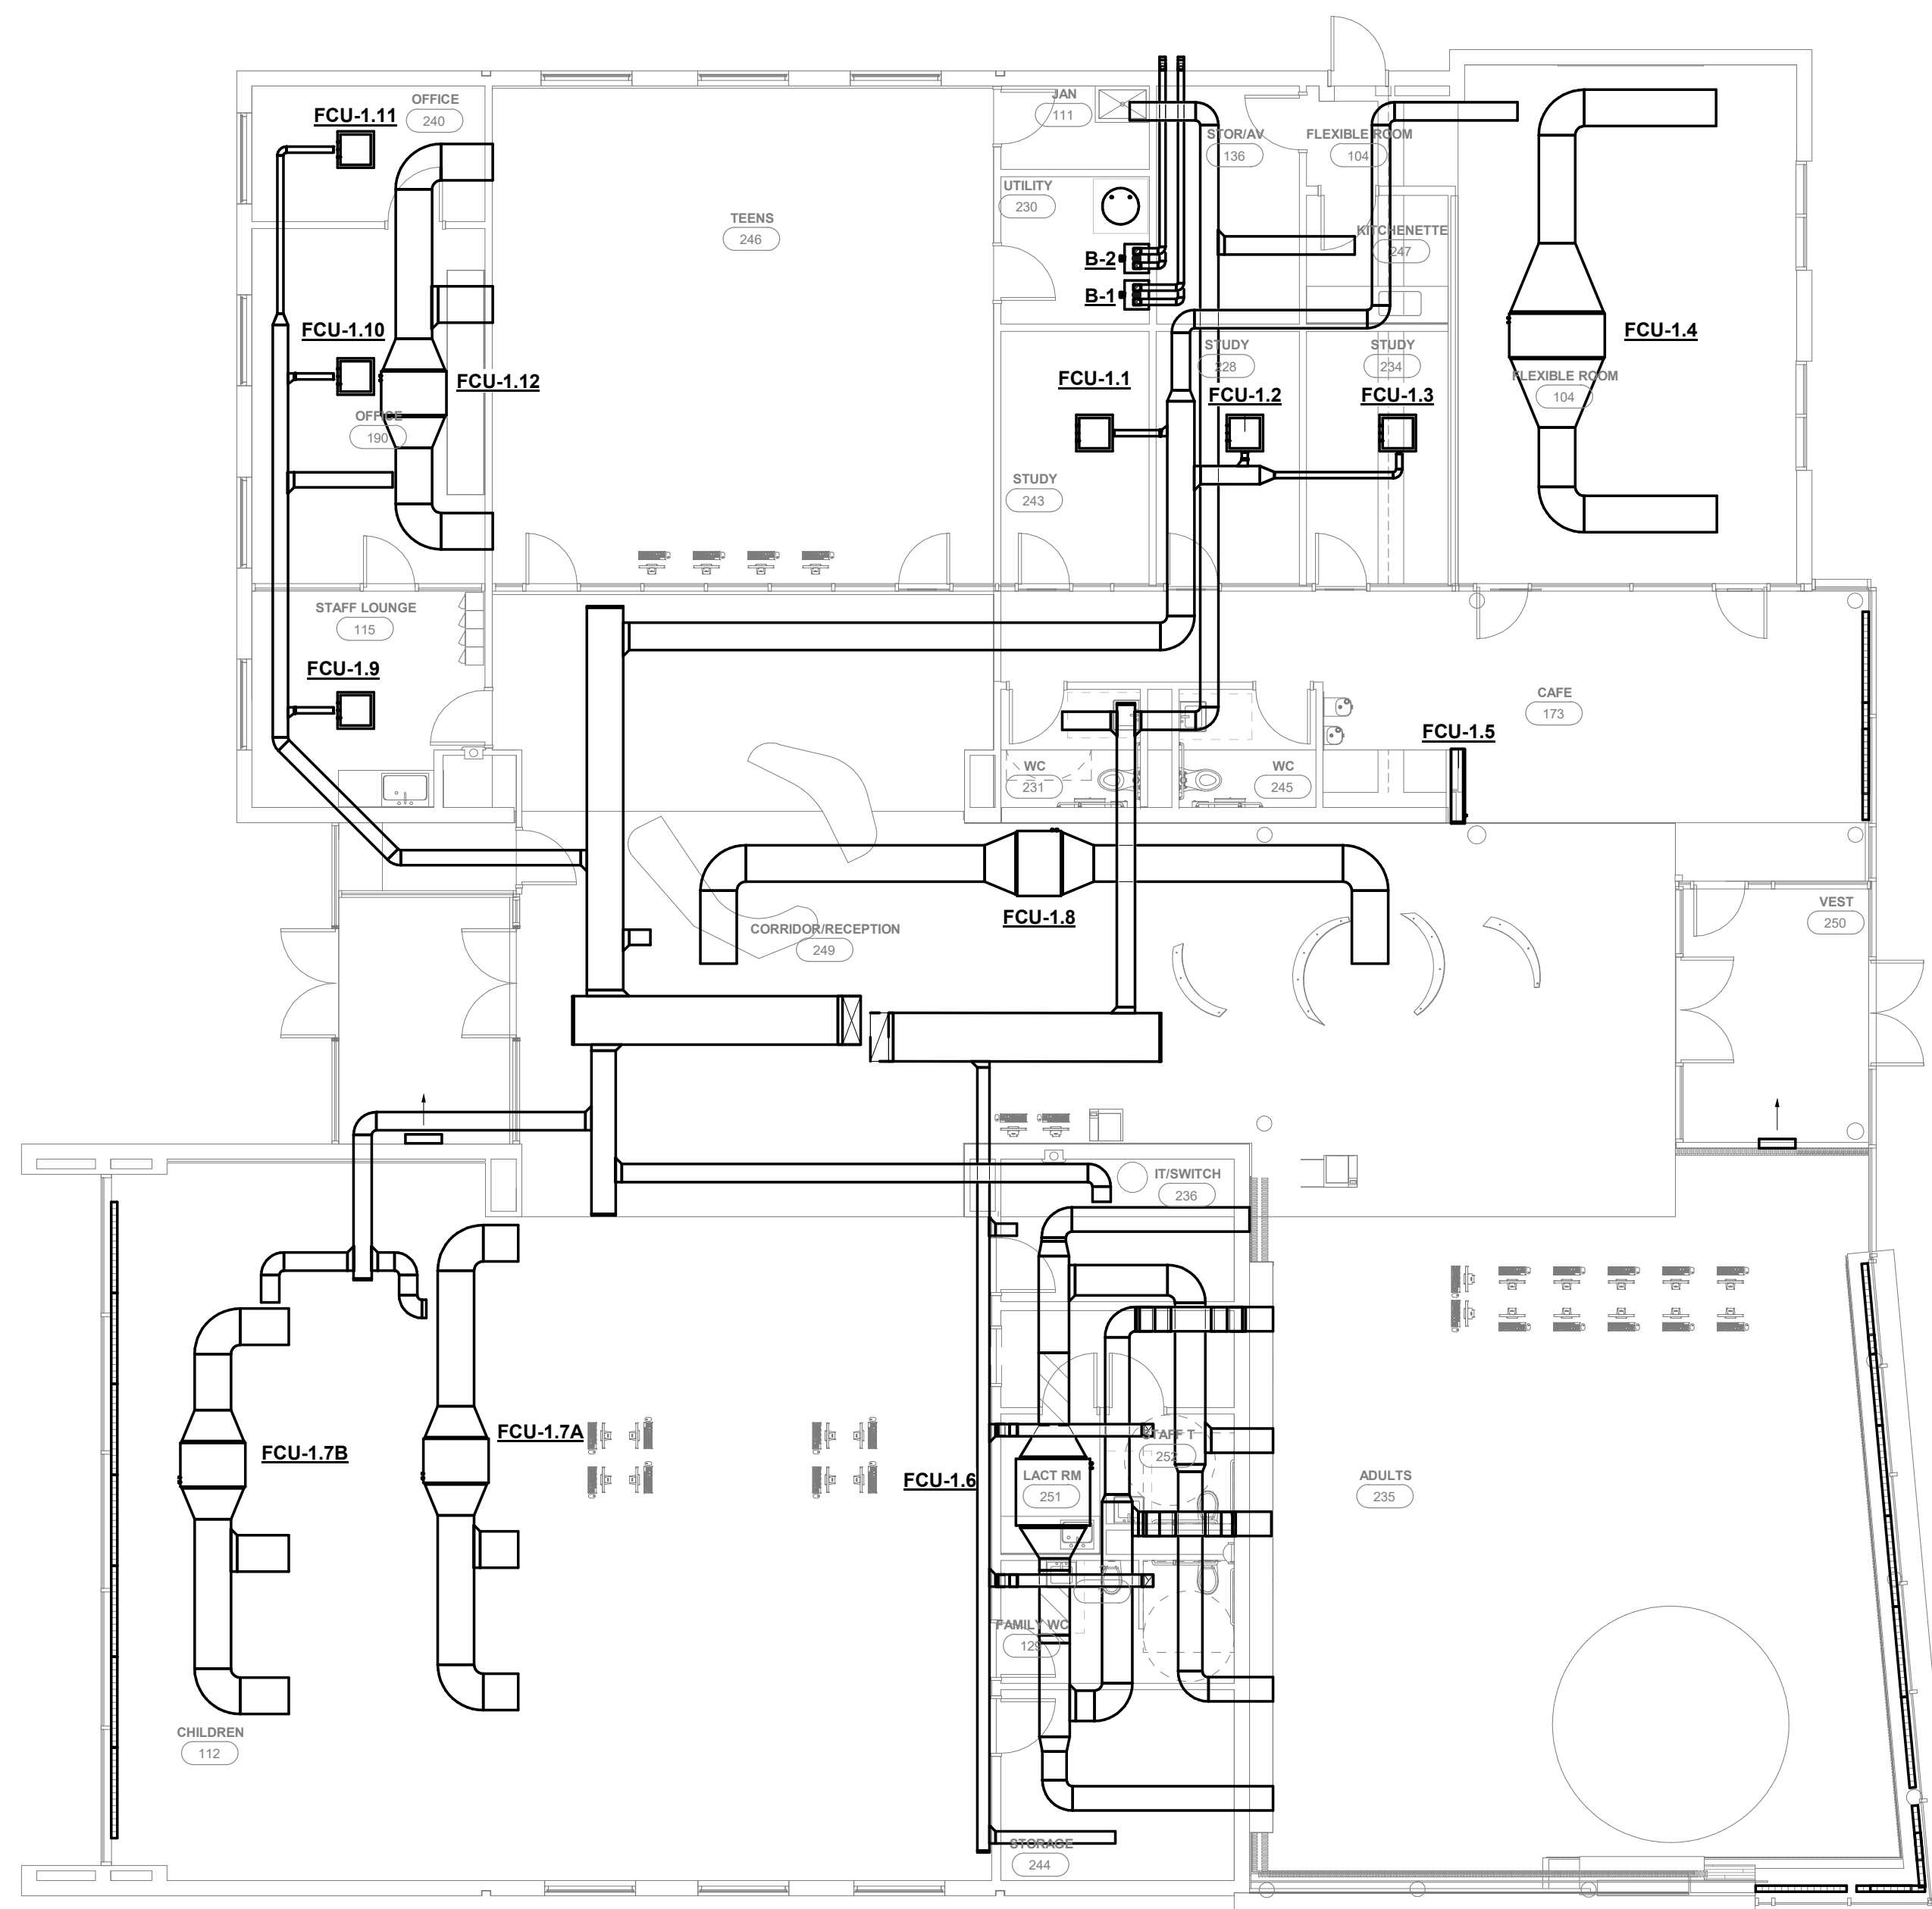 OFFICE
240
FCU-1.11
JAN
111
STOR/AV
136
FLEXIBLE ROOM
104
UTILITY
230
TEENS
246
KITCHENETTE
247
B-2
B-1
FCU-1.10
FCU-1.12
OFFICE
190
FCU-1.4
STUDY
228
STUDY
234
FCU-1.1
FCU-1.2
FCU-1.3
FLEXIBLE ROOM
104
STUDY
243
STAFF LOUNGE
115
FCU-1.9
CAFE
173
FCU-1.5
WC
231
WC
245
FCU-1.8
CORRIDOR/RECEPTION
249
VEST
250
IT/SWITCH
236
FCU-1.7A
FCU-1.7B
STAFF T
252
FCU-1.6
LACT RM
251
ADULTS
235
FAMILY WC
129
CHILDREN
112
STORAGE
244